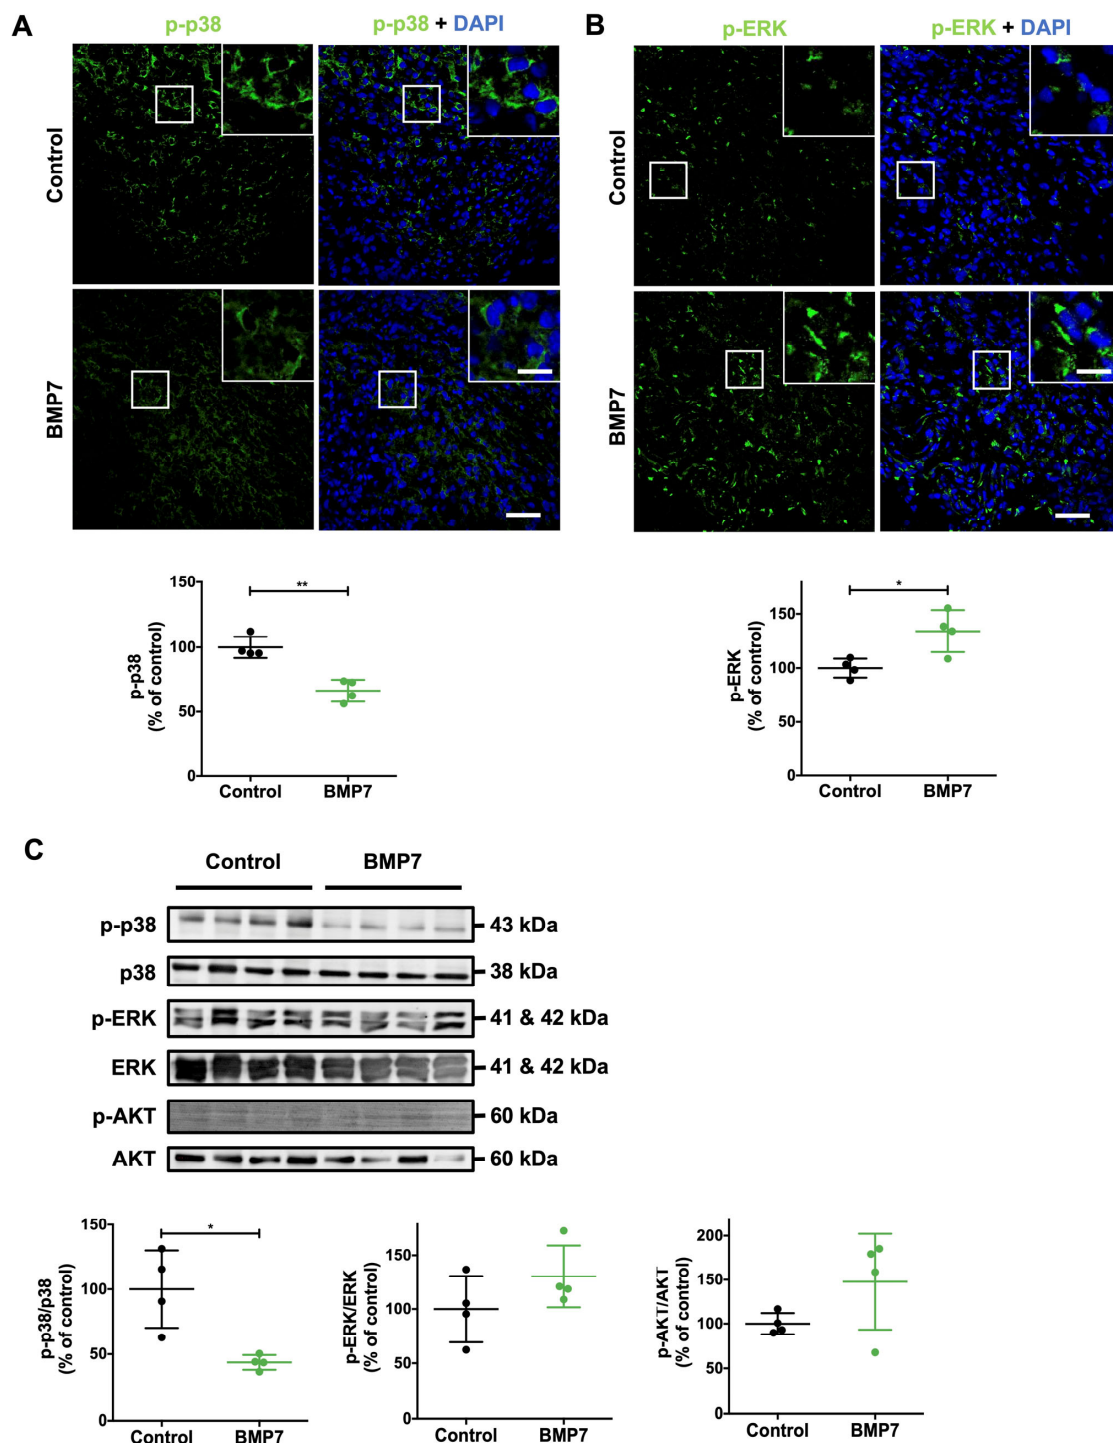 A
p-p38
p-p38 + DAPI
B
p-ERK
p-ERK + DAPI
Control
BMP7
Control
BMP7
p-p38
(% of control)
150
100
50
0
**
Control
BMP7
p-ERK
(% of control)
150
100
50
0
*
Control
BMP7
C
Control
BMP7
p-p38
43 kDa
p38
38 kDa
p-ERK
41 & 42 kDa
ERK
41 & 42 kDa
p-AKT
60 kDa
AKT
60 kDa
p-p38/p38
(% of control)
150
100
50
0
*
Control
BMP7
p-ERK/ERK
(% of control)
150
100
50
0
Control
BMP7
p-AKT/AKT
(% of control)
200
150
100
50
0
Control
BMP7